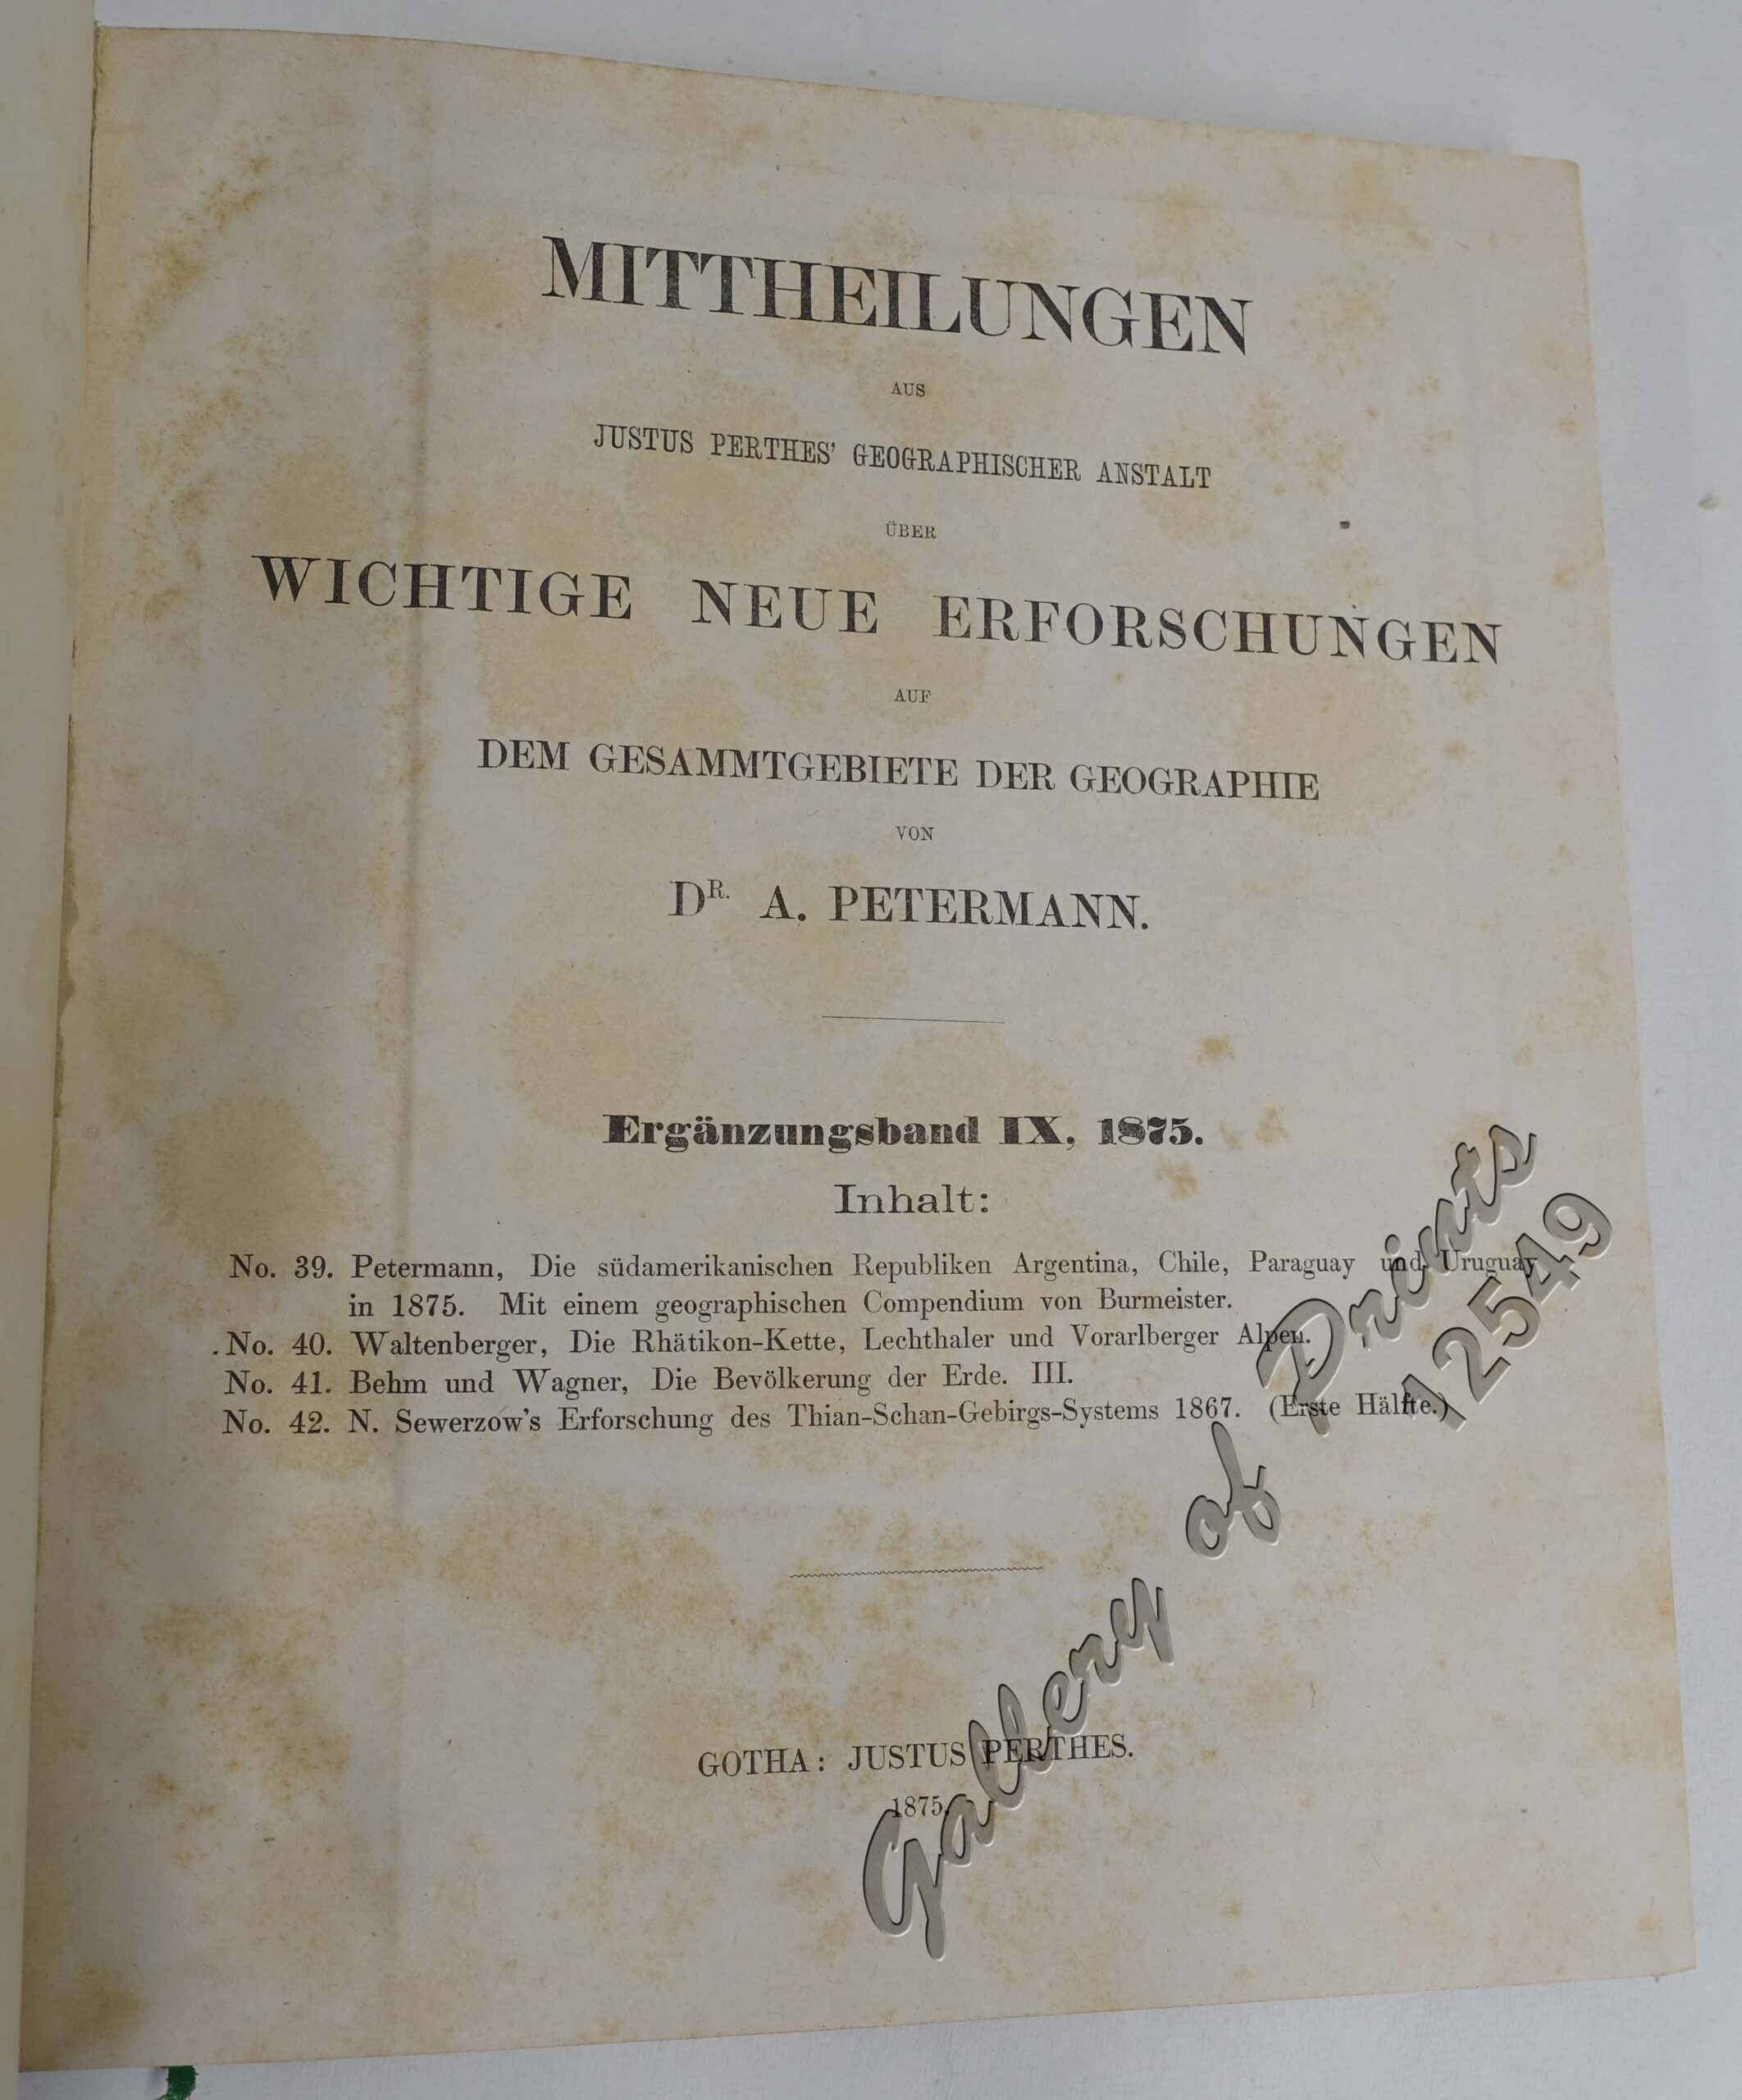 MITTHEILUNGEN
AUS
JUSTUS PERTHES' GEOGRAPHISCHER ANSTALT
ÜBER
WICHTIGE NEUE ERFORSCHUNGEN
AUF
DEM GESAMMTGEBIETE DER GEOGRAPHIE
VON
DR. A. PETERMANN.
Ergänzungsband IX, 1875.
Inhalt:
No. 39. Petermann, Die südamerikanischen Republiken Argentina, Chile, Paraguay und Uruguay
in 1875. Mit einem geographischen Compendium von Burmeister.
No. 40. Waltenberger, Die Rhätikon-Kette, Lechthaler und Vorarlberger Alpen.
No. 41. Behm und Wagner, Die Bevölkerung der Erde. III.
No. 42. N. Sewerzow's Erforschung des Thian-Schan-Gebirgs-Systems 1867. (Erste Hälfte.)
GOTHA: JUSTUS PERTHES.
1875.
Gallery of Prints
12549